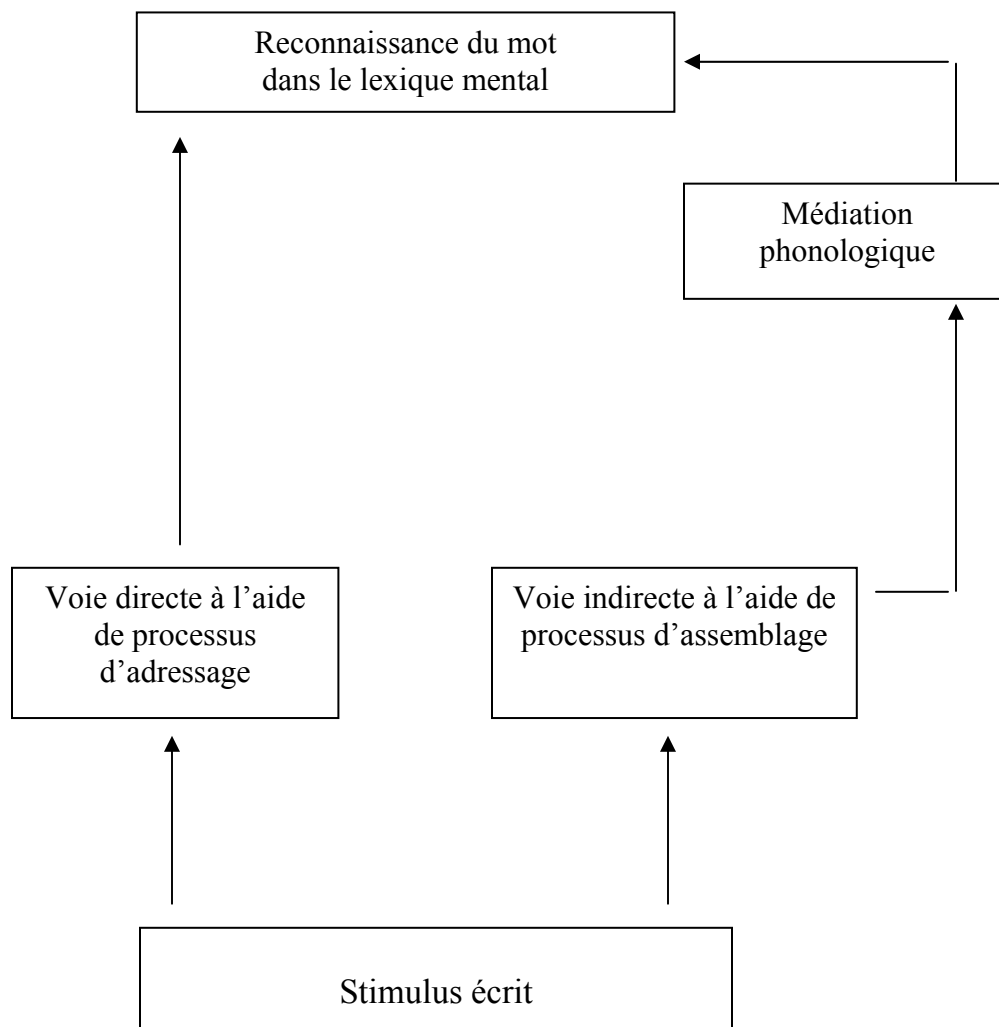 Reconnaissance du mot
dans le lexique mental
Médiation
phonologique
Voie directe à l’aide
de processus
d’adressage
Voie indirecte à l’aide de
processus d’assemblage
Stimulus écrit